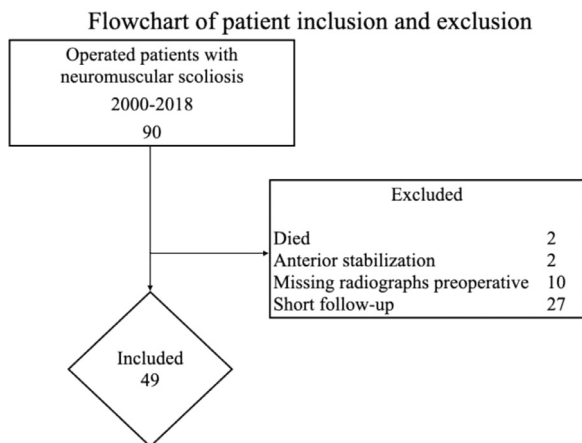 Flowchart of patient inclusion and exclusion
Operated patients with
neuromuscular scoliosis
2000-2018
90
Excluded
Died 2
Anterior stabilization 2
Missing radiographs preoperative 10
Short follow-up 27
Included
49